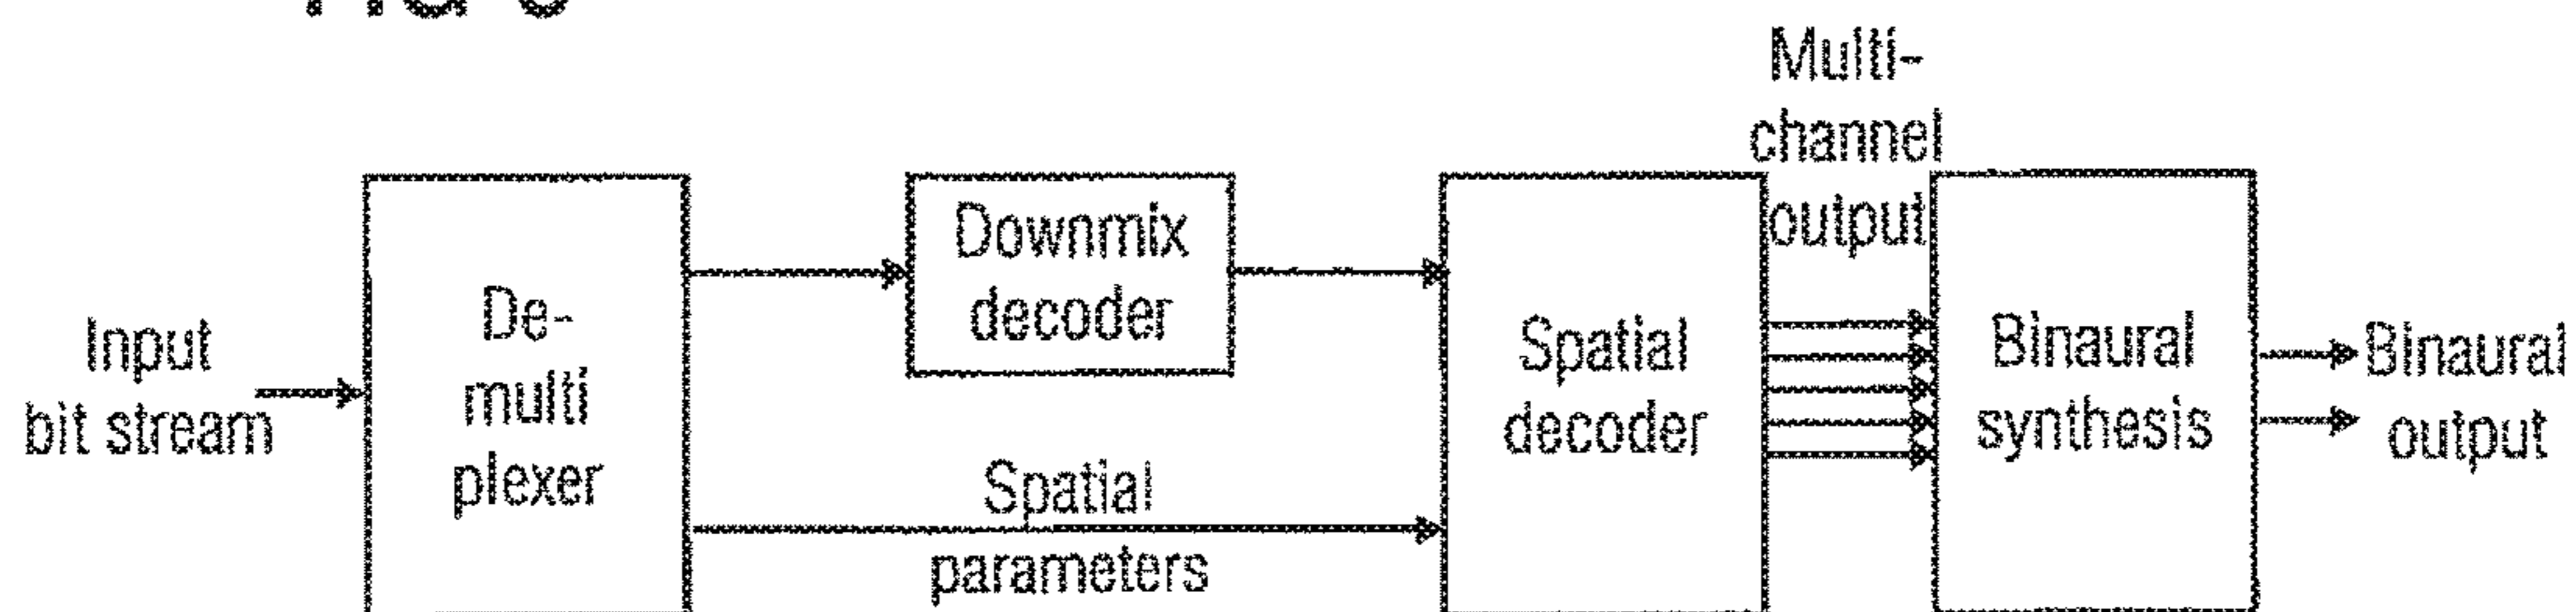 Input
bit stream
De-
multi
plexer
Downmix
decoder
Spatial
parameters
Spatial
decoder
Multi-
channel
output
Binaural
synthesis
Binaural
output